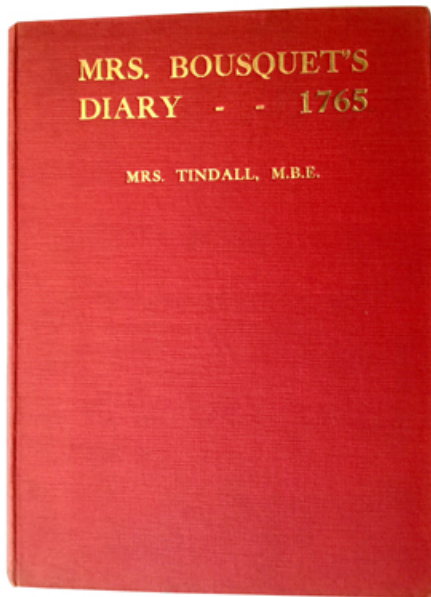 MRS. BOUSQUET'S
DIARY - - 1765
MRS. TINDALL, M.B.E.